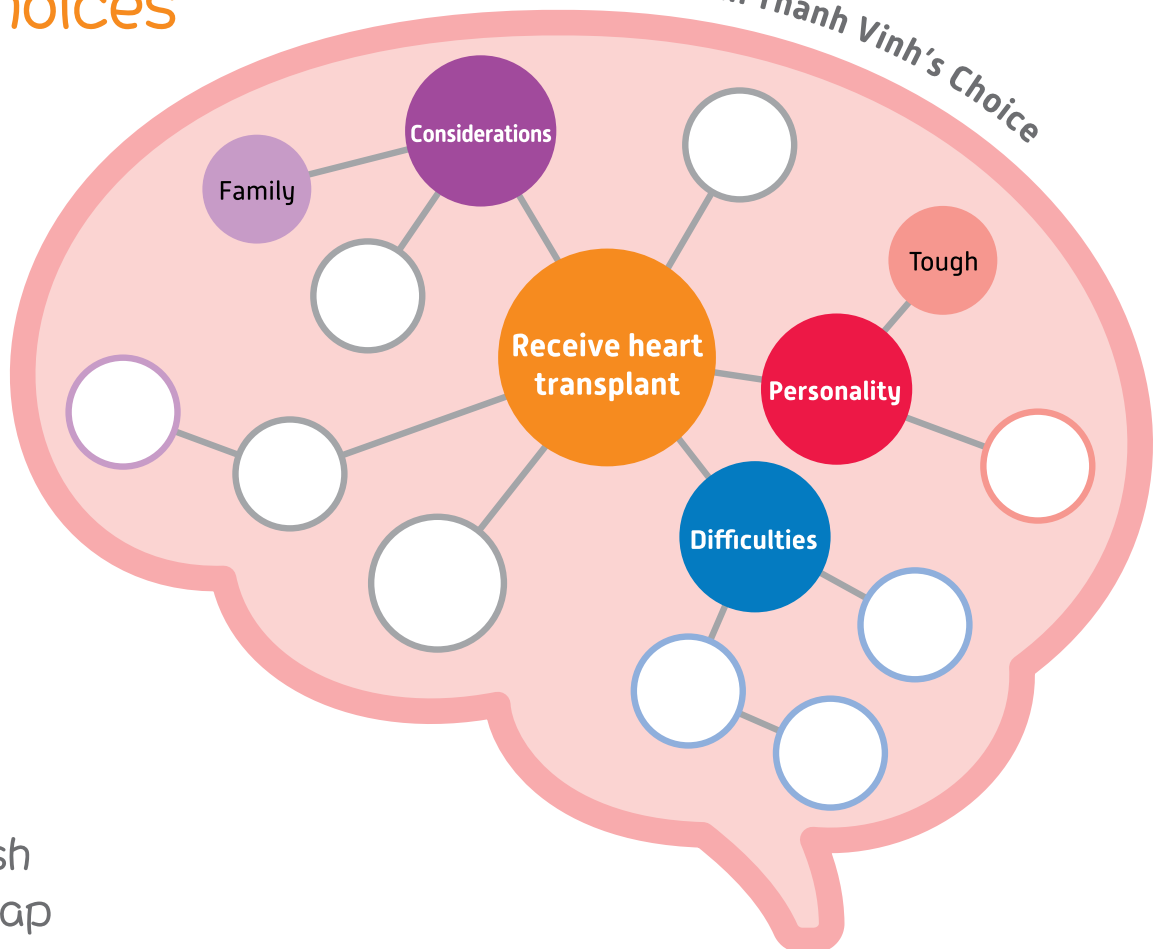 Thanh Vinh's Choice
Considerations
Family
Tough
Receive heart
transplant
Personality
Difficulties